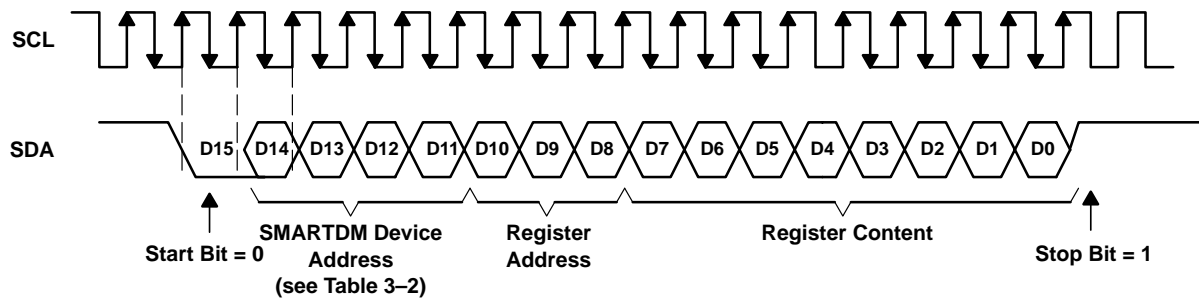 SCL
SDA
D15 D14 D13 D12 D11 D10 D9 D8 D7 D6 D5 D4 D3 D2 D1 D0
Start Bit = 0
SMARTDM Device
Address
(see Table 3–2)
Register
Address
Register Content
Stop Bit = 1